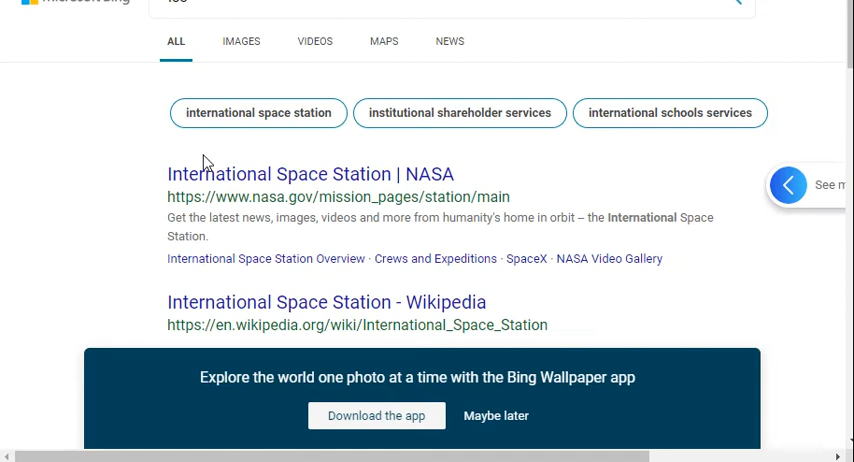 Microsoft Bing
ALL IMAGES VIDEOS MAPS NEWS
international space station institutional shareholder services international schools services
International Space Station | NASA
https://www.nasa.gov/mission_pages/station/main
See
Get the latest news, images, videos and more from humanity's home in orbit – the International Space
Station.
International Space Station Overview · Crews and Expeditions · SpaceX · NASA Video Gallery
International Space Station - Wikipedia
https://en.wikipedia.org/wiki/International_Space_Station
Explore the world one photo at a time with the Bing Wallpaper app
Download the app Maybe later